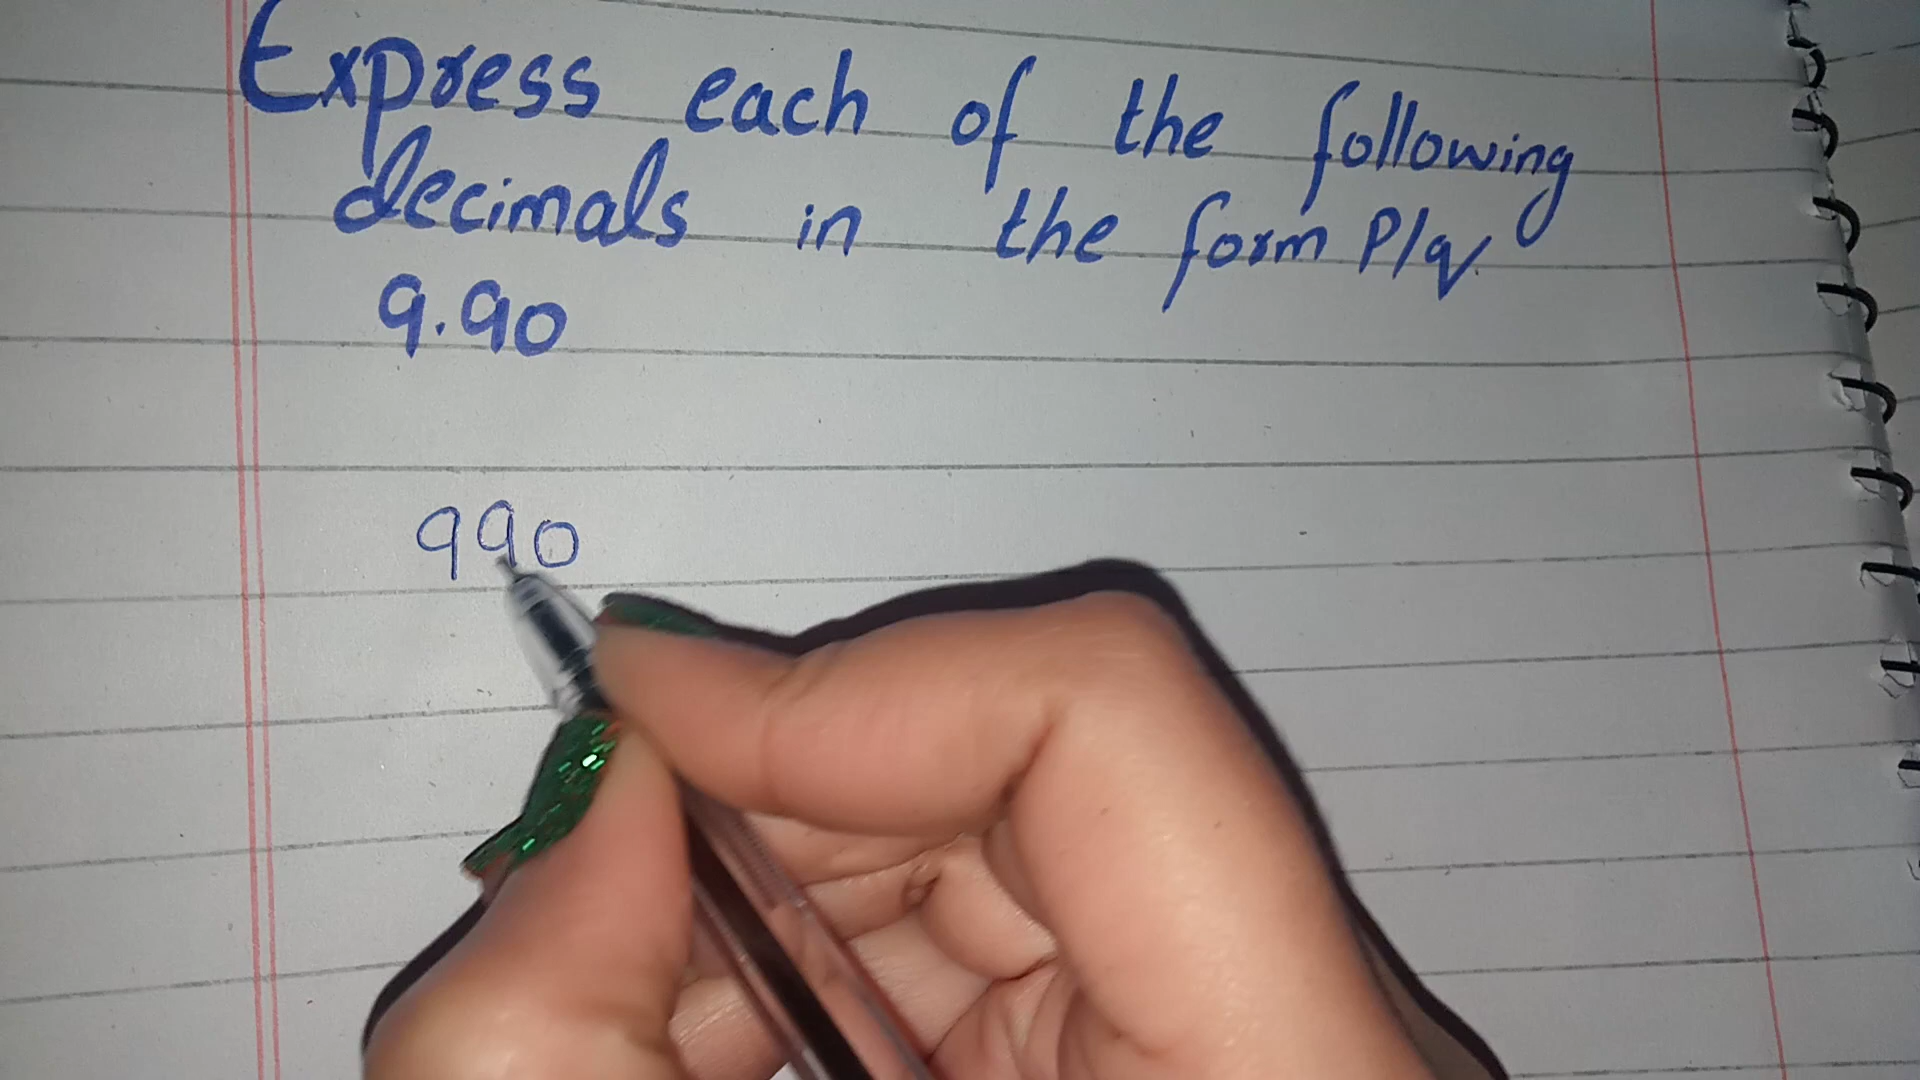 Express each of the following
decimals in the form P/q
9.90
990